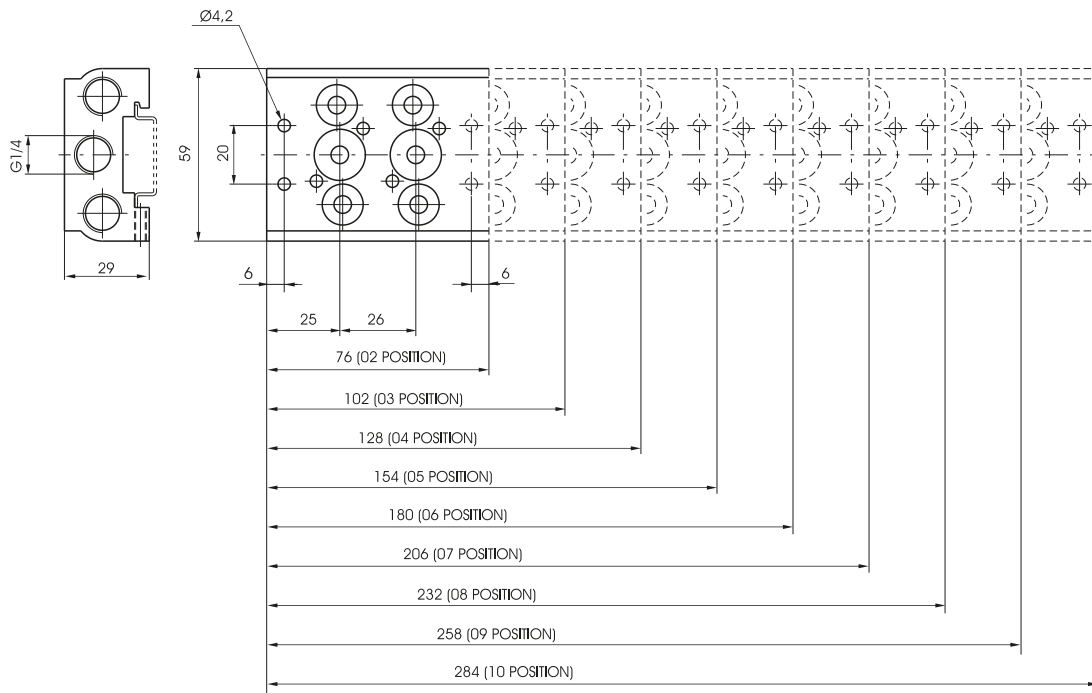 Ø4,2
G1/4
59
20
29
6
6
25
26
76 (02 POSITION)
102 (03 POSITION)
128 (04 POSITION)
154 (05 POSITION)
180 (06 POSITION)
206 (07 POSITION)
232 (08 POSITION)
258 (09 POSITION)
284 (10 POSITION)